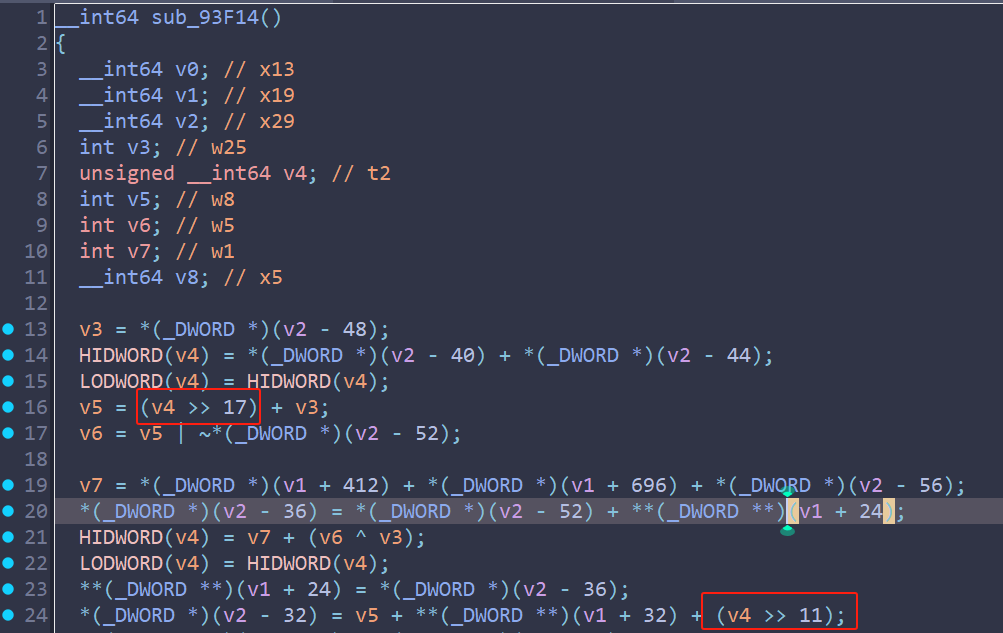 1 __int64 sub_93F14()
2 {
3 __int64 v0; // x13
4 __int64 v1; // x19
5 __int64 v2; // x29
6 int v3; // w25
7 unsigned __int64 v4; // t2
8 int v5; // w8
9 int v6; // w5
10 int v7; // w1
11 __int64 v8; // x5
12
13 v3 = *(_DWORD *)(v2 - 48);
14 HIDWORD(v4) = *(_DWORD *)(v2 - 40) + *(_DWORD *)(v2 - 44);
15 LODWORD(v4) = HIDWORD(v4);
16 v5 = (v4 >> 17) + v3;
17 v6 = v5 | ~*(_DWORD *)(v2 - 52);
18
19 v7 = *(_DWORD *)(v1 + 412) + *(_DWORD *)(v1 + 696) + *(_DWORD *)(v2 - 56);
20 *(_DWORD *)(v2 - 36) = *(_DWORD *)(v2 - 52) + **(_DWORD **)(v1 + 24);
21 HIDWORD(v4) = v7 + (v6 ^ v3);
22 LODWORD(v4) = HIDWORD(v4);
23 **(_DWORD **)(v1 + 24) = *(_DWORD *)(v2 - 36);
24 *(_DWORD *)(v2 - 32) = v5 + **(_DWORD **)(v1 + 32) + (v4 >> 11);